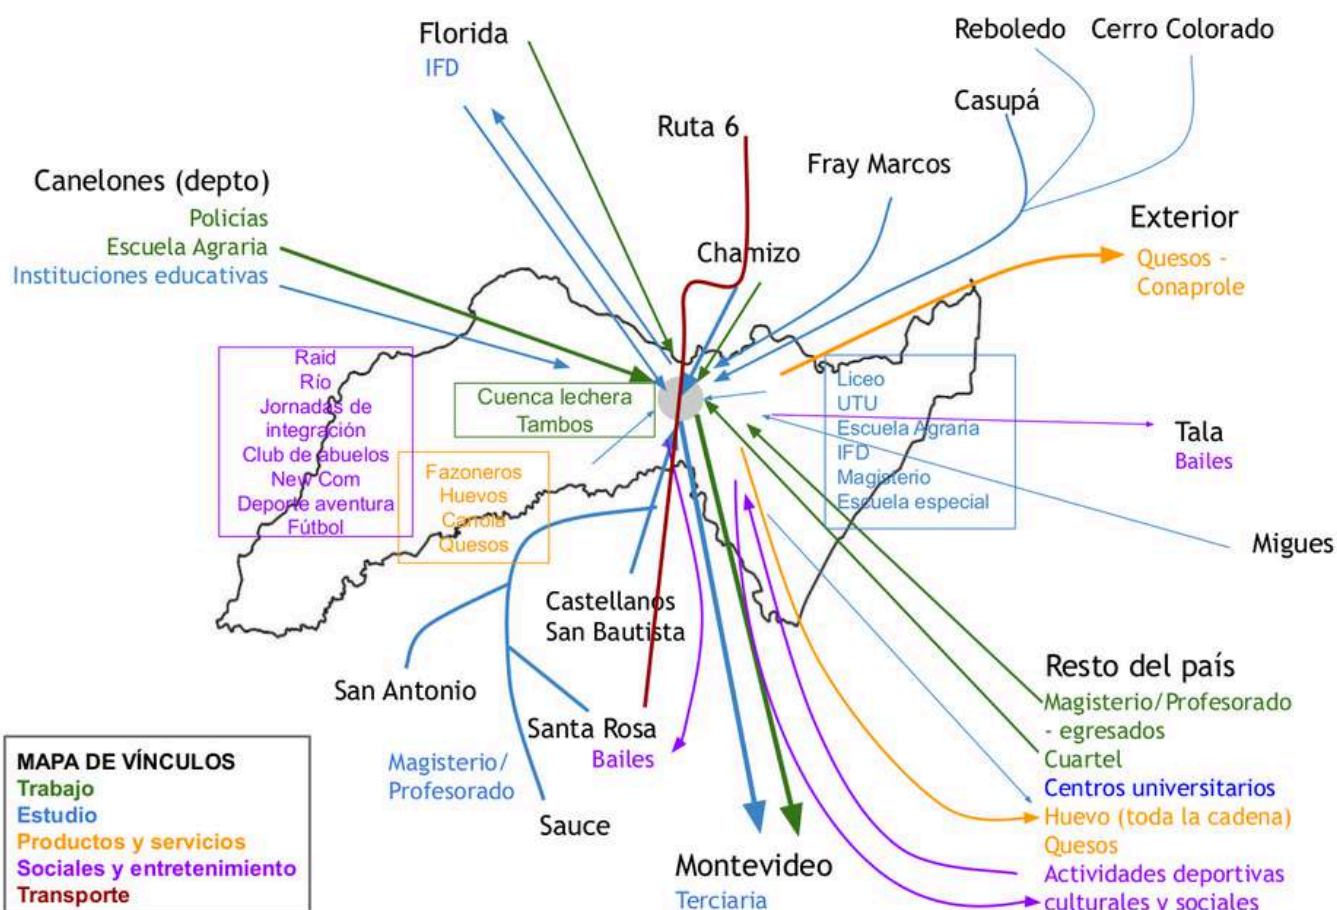 Florida
IFD
Reboledo
Cerro Colorado
Casupá
Ruta 6
Fray Marcos
Canelones (depto)
Policías
Escuela Agraria
Instituciones educativas
Exterior
Quesos -
Conaprole
Chamizo
Raid
Río
Jornadas de
integración
Club de abuelos
New Com
Deporte aventura
Fútbol
Cuenca lechera
Tambos
Fazoneros
Huevos
Canola
Quesos
Liceo
UTU
Escuela Agraria
IFD
Magisterio
Escuela especial
Tala
Bailes
Migues
Castellanos
San Bautista
San Antonio
Santa Rosa
Bailes
Magisterio/
Profesorado
Sauce
Montevideo
Terciaria
Resto del país
Magisterio/Profesorado
- egresados
Cuartel
Centros universitarios
Huevo (toda la cadena)
Quesos
Actividades deportivas
culturales y sociales
MAPA DE VÍNCULOS
Trabajo
Estudio
Productos y servicios
Sociales y entretenimiento
Transporte